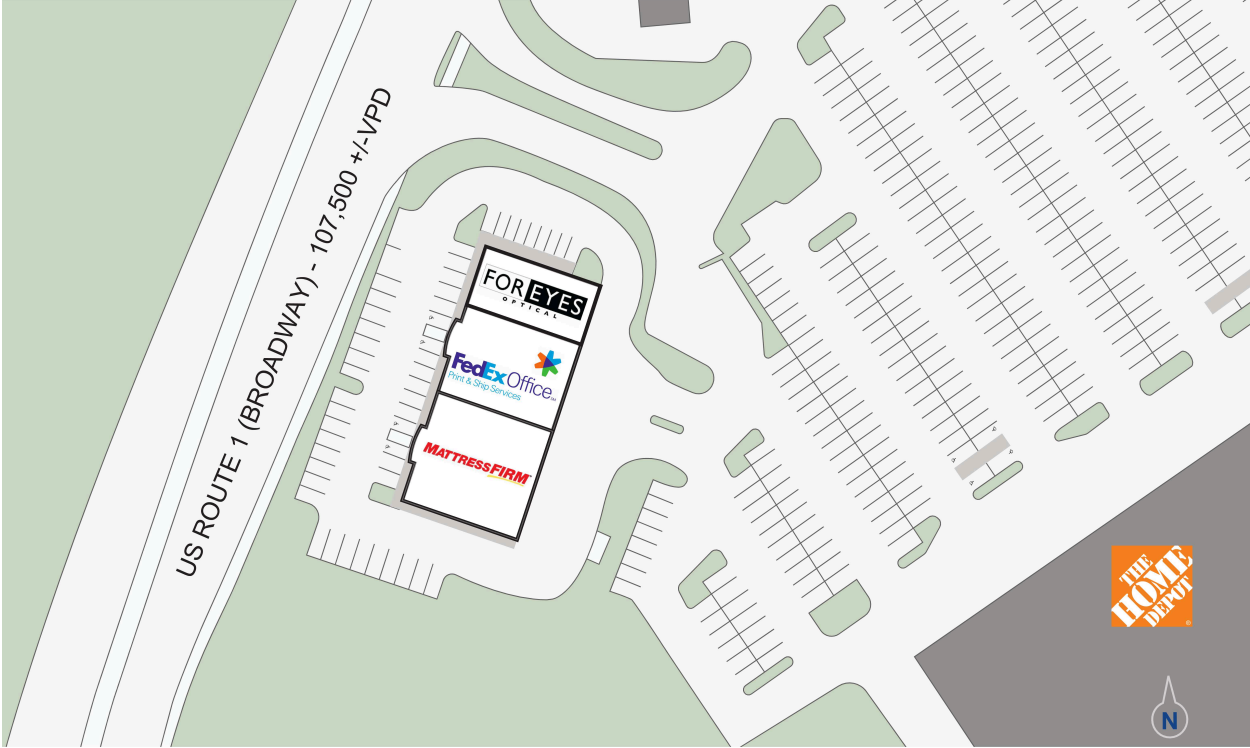 US ROUTE 1 (BROADWAY) - 107,500 +/-VPD
FOR EYES
OPTICAL
FedEx Office
SM
Print & Ship Services
MATTRESSFIRM
THE
HOME
DEPOT
®
N